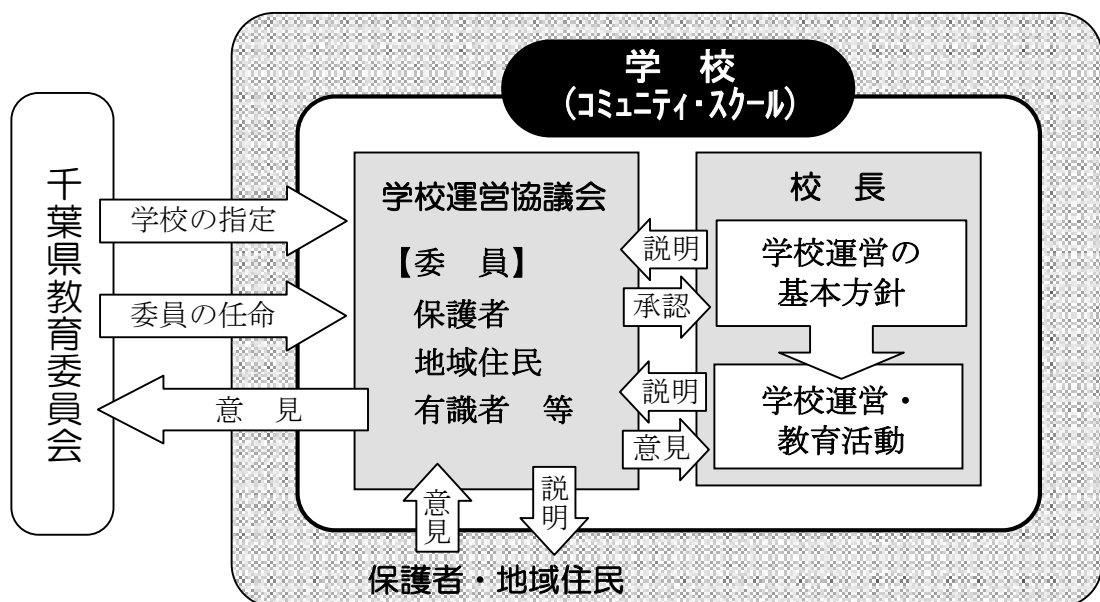 学 校
(コミュニティ・スクール)
千葉県教育委員会
学校の指定
委員の任命
意 見
学校運営協議会
【委 員】
保護者
地域住民
有識者 等
説明
承認
説明
意見
校 長
学校運営の
基本方針
学校運営・
教育活動
意見
説明
保護者・地域住民